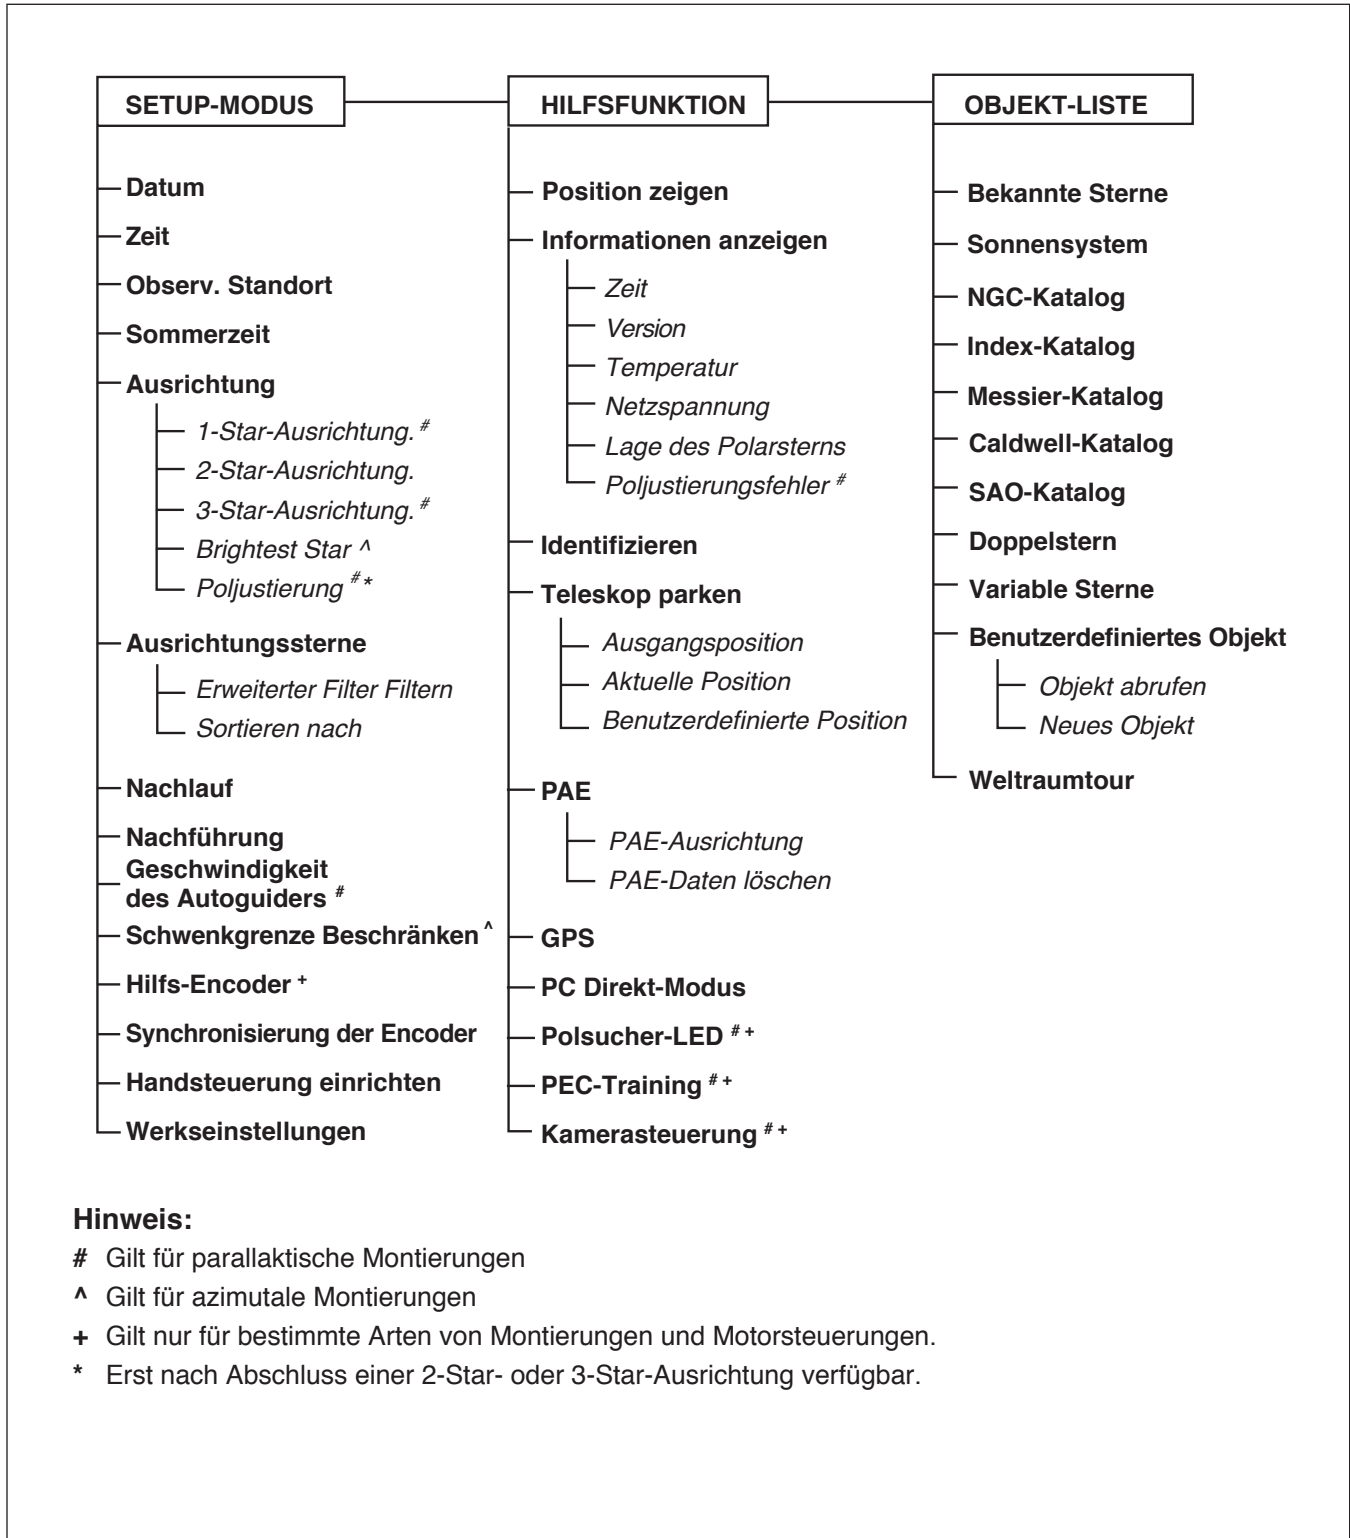 SETUP-MODUS
Datum
Zeit
Observ. Standort
Sommerzeit
Ausrichtung
1-Star-Ausrichtung. #
2-Star-Ausrichtung.
3-Star-Ausrichtung. #
Brightest Star ^
Poljustierung # *
Ausrichtungssterne
Erweiterter Filter Filtern
Sortieren nach
Nachlauf
Nachführung
Geschwindigkeit
des Autoguiders #
Schwenkgrenze Beschränken ^
Hilfs-Encoder +
Synchronisierung der Encoder
Handsteuerung einrichten
Werkseinstellungen
HILFSFUNKTION
Position zeigen
Informationen anzeigen
Zeit
Version
Temperatur
Netzspannung
Lage des Polarsterns
Poljustierungsfehler #
Identifizieren
Teleskop parken
Ausgangsposition
Aktuelle Position
Benutzerdefinierte Position
PAE
PAE-Ausrichtung
PAE-Daten löschen
GPS
PC Direkt-Modus
Polsucher-LED # +
PEC-Training # +
Kamerasteuerung # +
OBJEKT-LISTE
Bekannte Sterne
Sonnensystem
NGC-Katalog
Index-Katalog
Messier-Katalog
Caldwell-Katalog
SAO-Katalog
Doppelstern
Variable Sterne
Benutzerdefiniertes Objekt
Objekt abrufen
Neues Objekt
Weltraumtour
Hinweis:
# Gilt für parallaktische Montierungen
^ Gilt für azimutale Montierungen
+ Gilt nur für bestimmte Arten von Montierungen und Motorsteuerungen.
* Erst nach Abschluss einer 2-Star- oder 3-Star-Ausrichtung verfügbar.